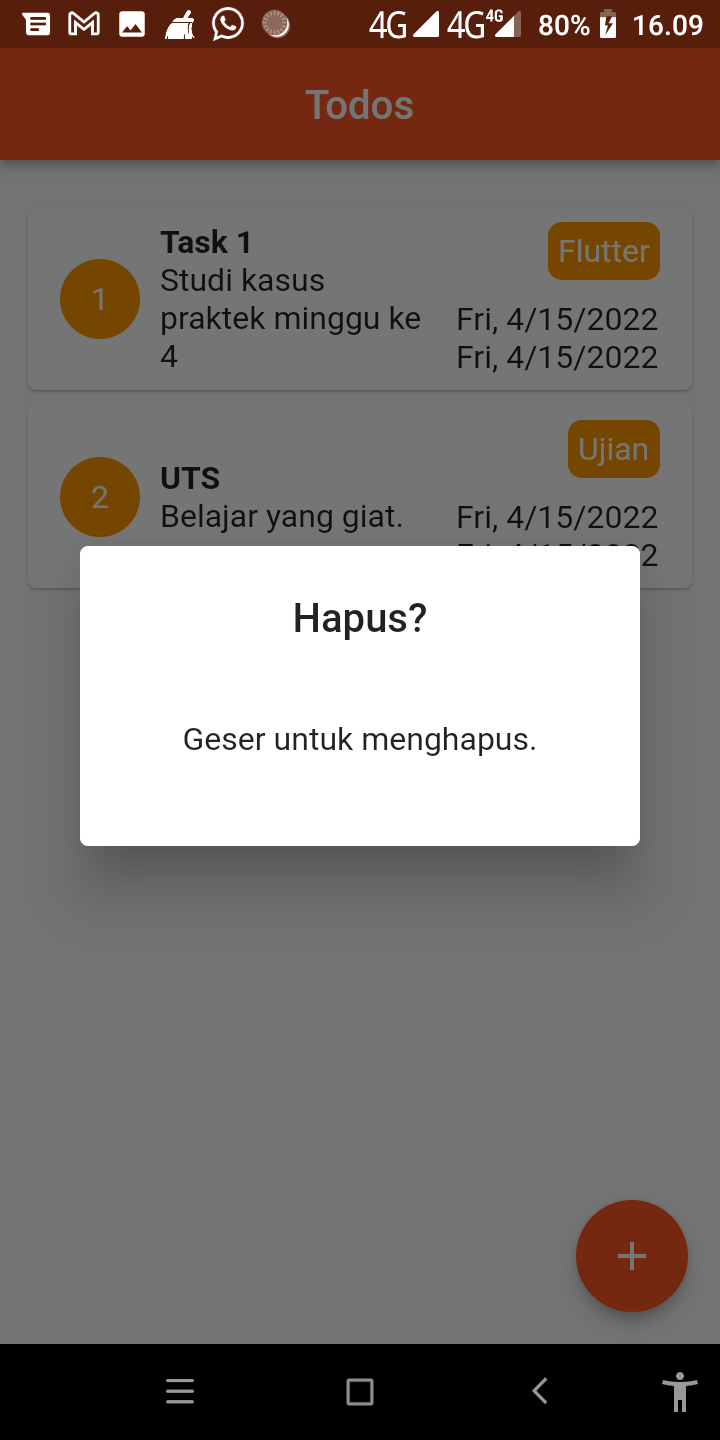 4G 4G 4G 80% 16.09
Todos
Task 1
Flutter
1
Studi kasus
praktek minggu ke
4
Fri, 4/15/2022
Fri, 4/15/2022
Ujian
2
UTS
Belajar yang giat.
Fri, 4/15/2022
Hapus?
Geser untuk menghapus.